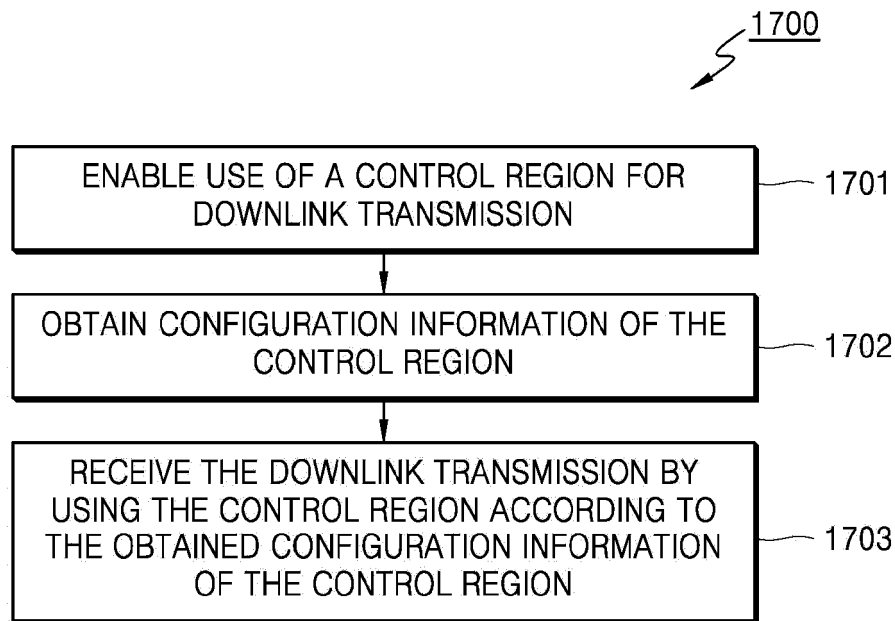 1700
ENABLE USE OF A CONTROL REGION FOR
DOWNLINK TRANSMISSION
1701
OBTAIN CONFIGURATION INFORMATION OF THE
CONTROL REGION
1702
RECEIVE THE DOWNLINK TRANSMISSION BY
USING THE CONTROL REGION ACCORDING TO
THE OBTAINED CONFIGURATION INFORMATION
OF THE CONTROL REGION
1703